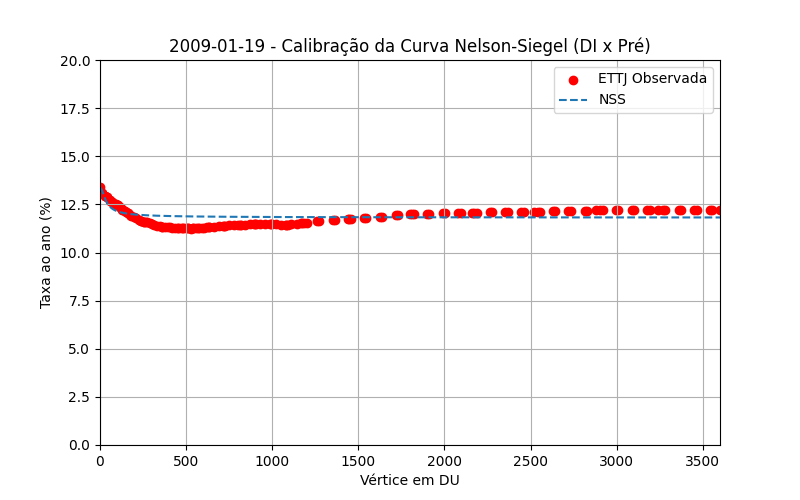 2009-01-19 - Calibração da Curva Nelson-Siegel (DI x Pré)
ETTJ Observada
NSS
Taxa ao ano (%)
20.0
17.5
15.0
12.5
10.0
7.5
5.0
2.5
0.0
0 500 1000 1500 2000 2500 3000 3500
Vértice em DU